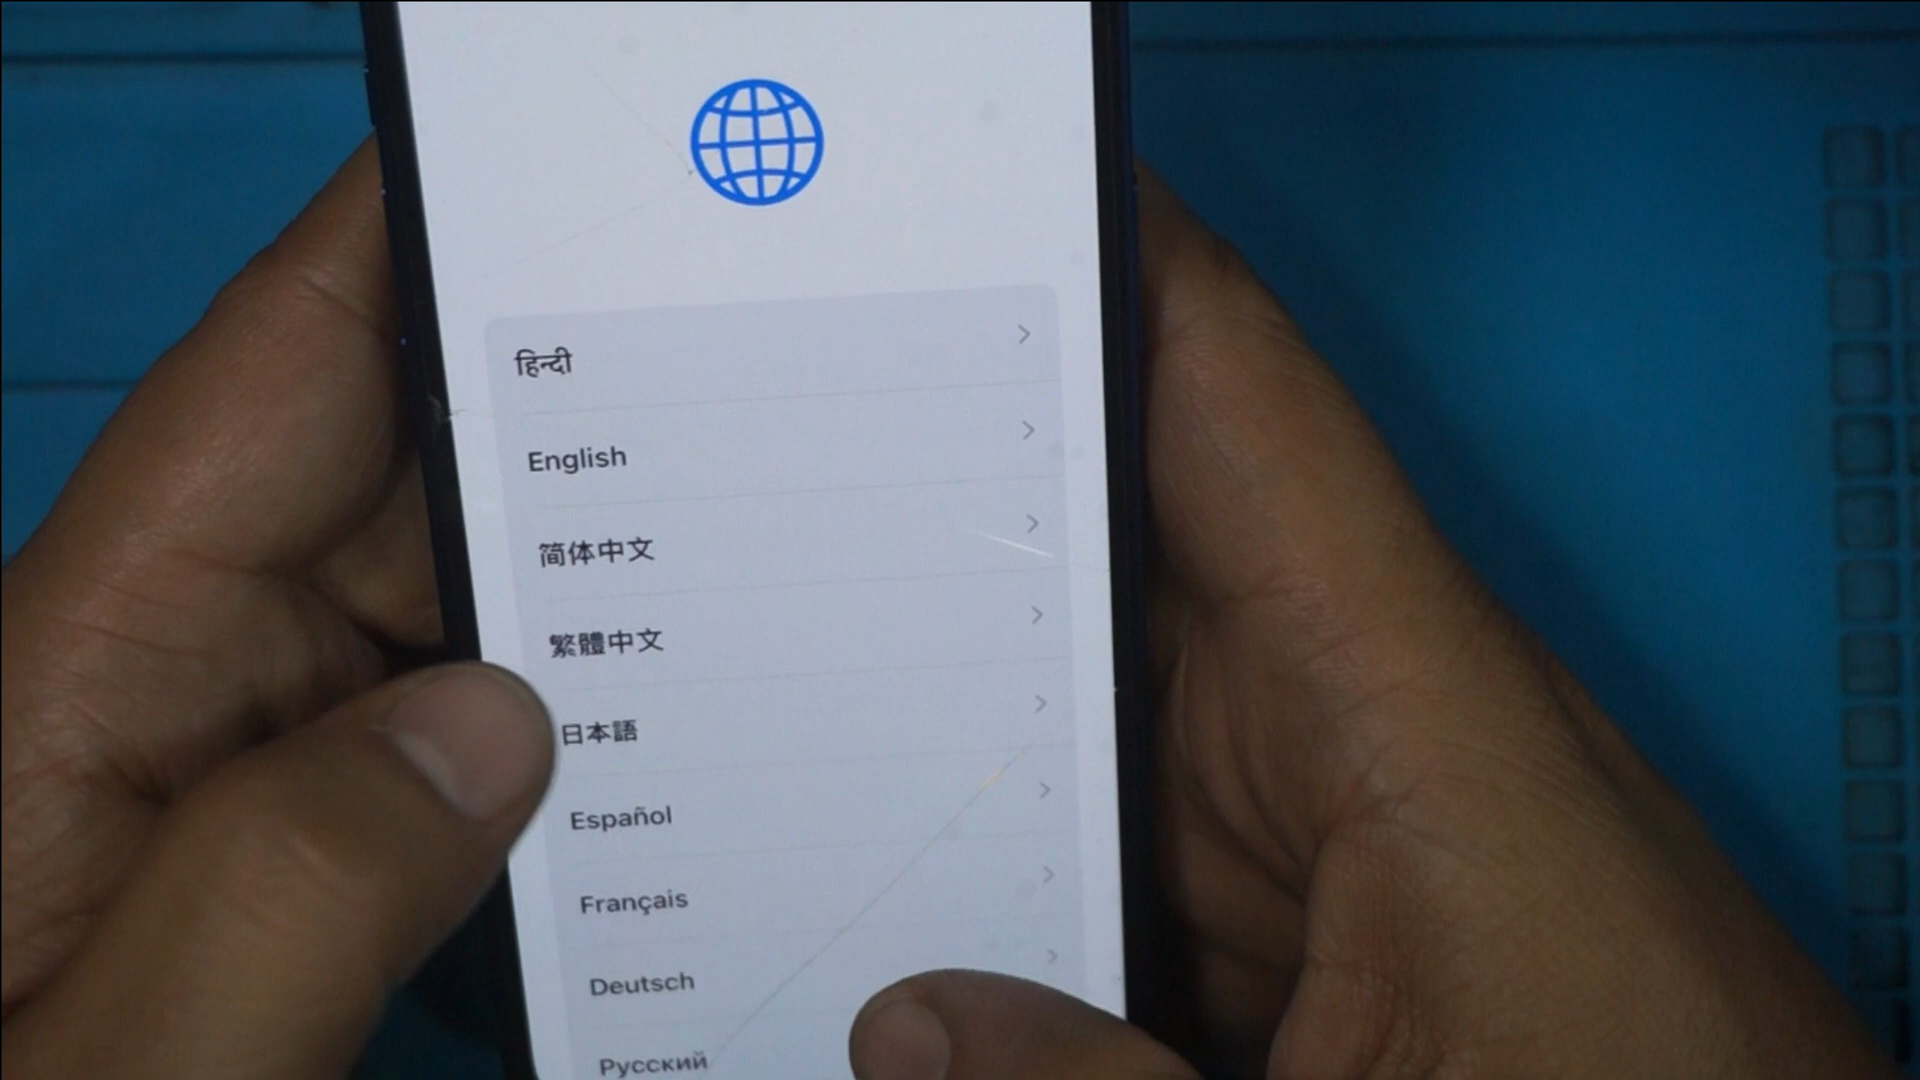 हिन्दी
English
简体中文
繁體中文
日本語
Español
Français
Deutsch
Русский